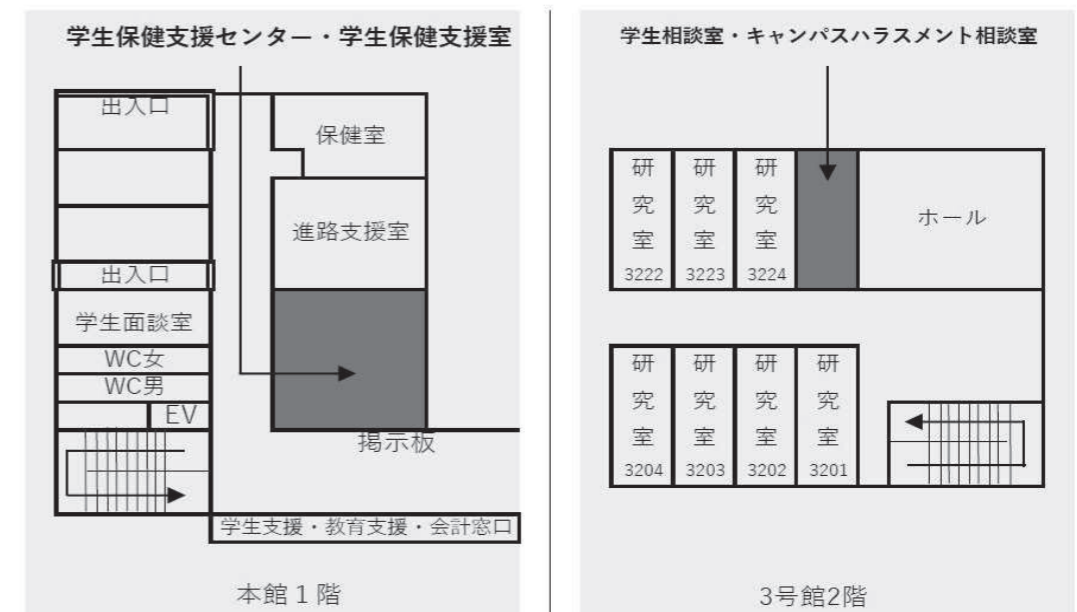 学生保健支援センター・学生保健支援室
出入口
保健室
進路支援室
出入口
学生面談室
WC女
WC男
EV
掲示板
学生支援・教育支援・会計窓口
本館1階
学生相談室・キャンパスハラスメント相談室
研究室
3222
研究室
3223
研究室
3224
ホール
研究室
3204
研究室
3203
研究室
3202
研究室
3201
3号館2階